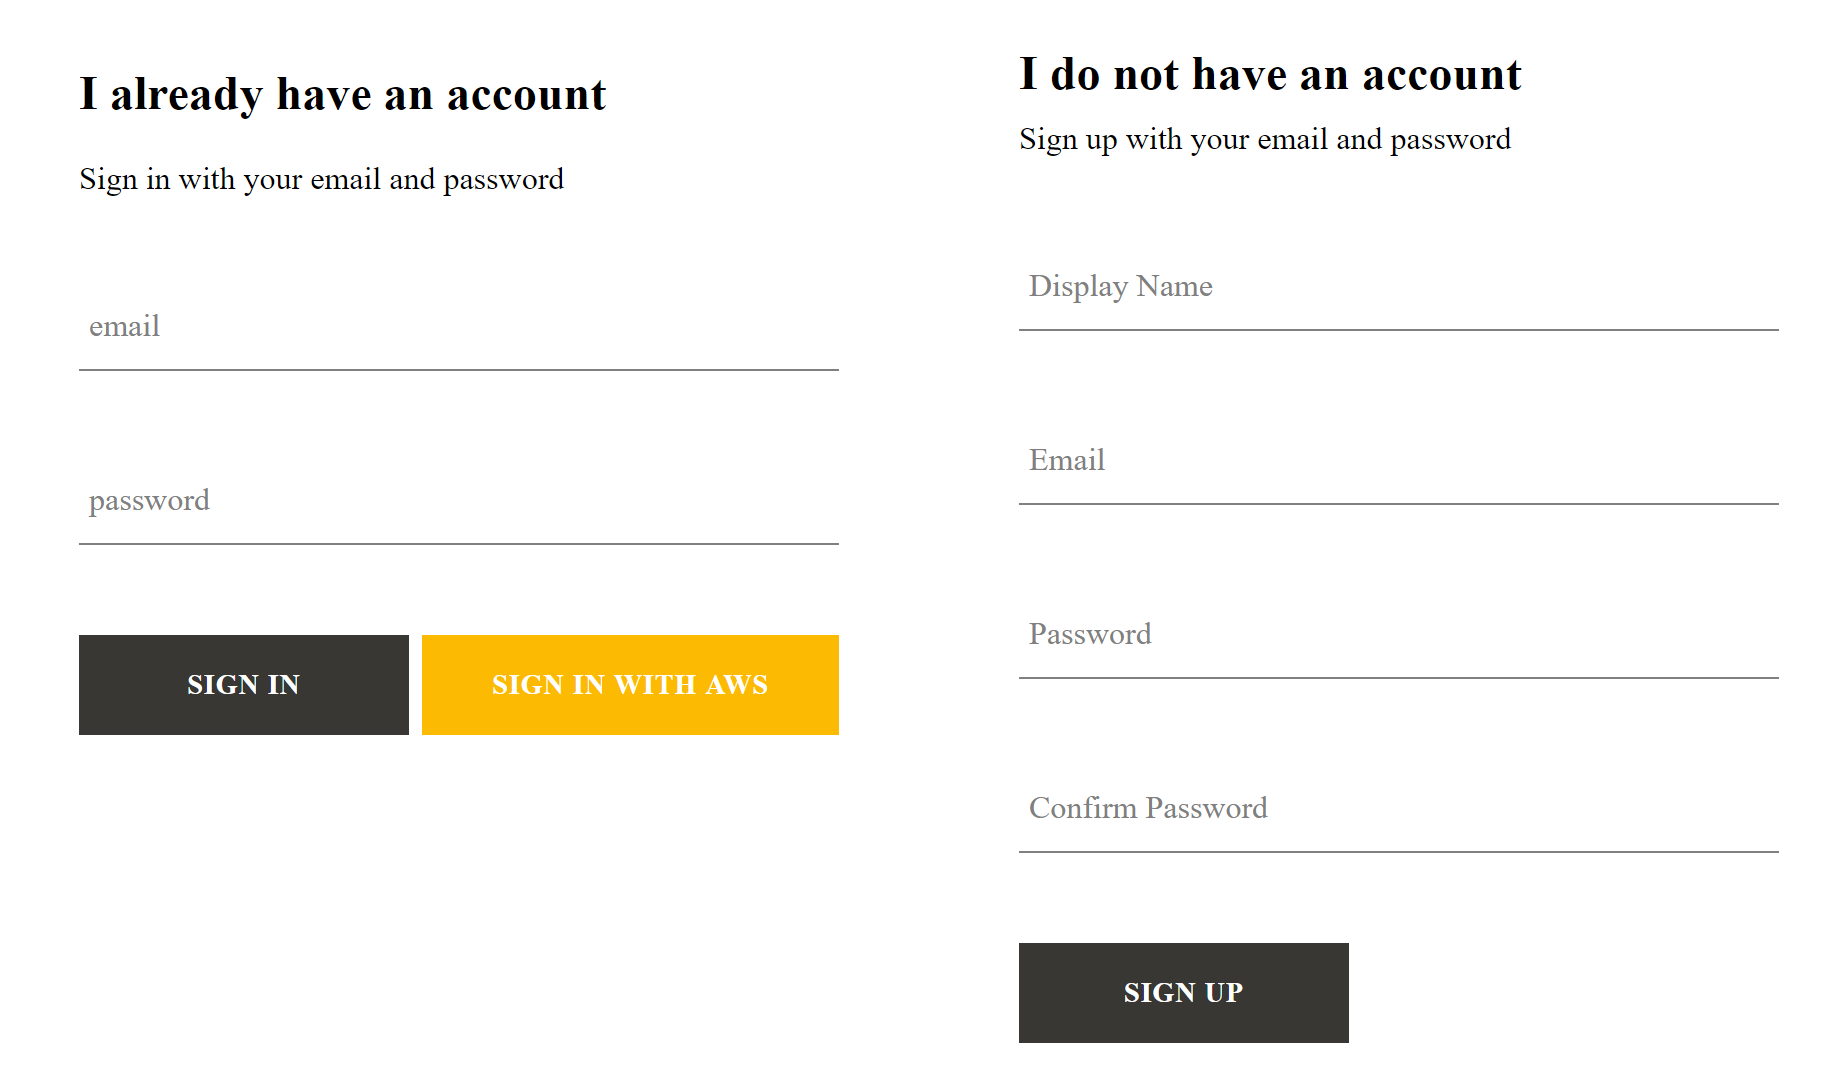 I already have an account
Sign in with your email and password
email
password
SIGN IN
SIGN IN WITH AWS
I do not have an account
Sign up with your email and password
Display Name
Email
Password
Confirm Password
SIGN UP